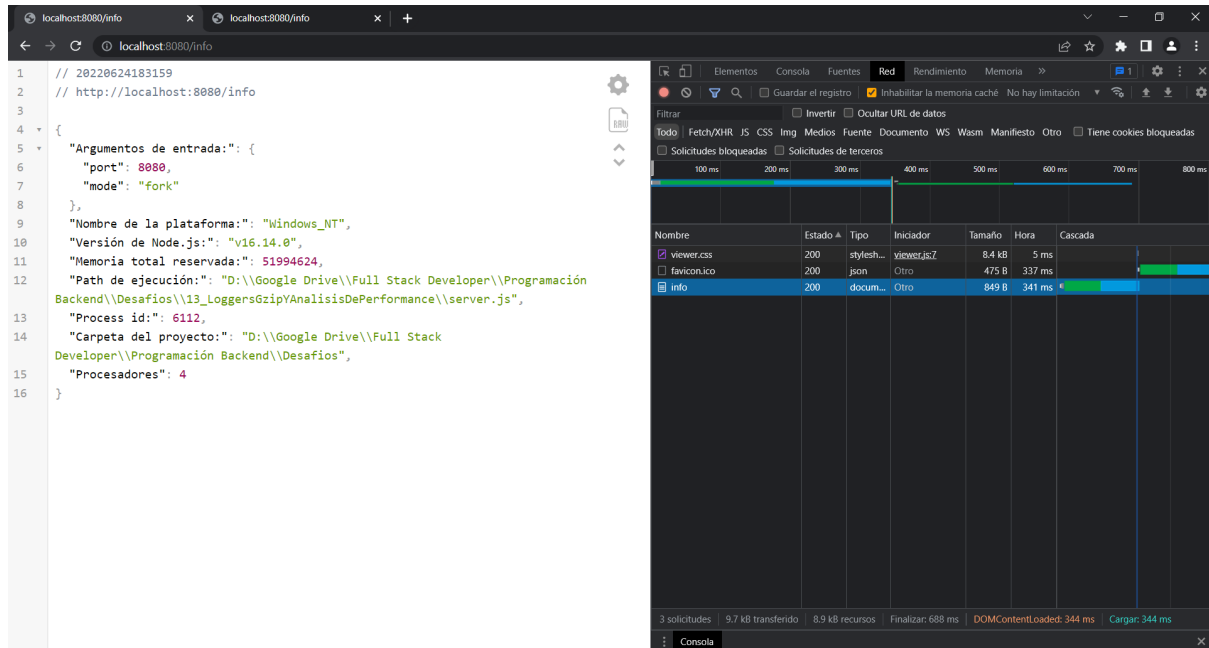 localhost:8080/info
localhost:8080/info
localhost:8080/info
1 // 20220624183159
2 // http://localhost:8080/info
3
4 {
5 "Argumentos de entrada:": {
6 "port": 8080,
7 "mode": "fork"
8 },
9 "Nombre de la plataforma:": "Windows_NT",
10 "Versión de Node.js:": "v16.14.0",
11 "Memoria total reservada:": 51994624,
12 "Path de ejecución:": "D:\\Google Drive\\Full Stack Developer\\Programación
Backend\\Desafios\\13_LoggersGzipYAnalisisDePerformance\\server.js",
13 "Process id:": 6112,
14 "Carpeta del proyecto:": "D:\\Google Drive\\Full Stack
Developer\\Programación Backend\\Desafios",
15 "Procesadores": 4
16 }
RAW
Elementos Consola Fuentes Red Rendimiento Memoria » 1
Guardar el registro Inhabilitar la memoria caché No hay limitación
Filtrar Invertir Ocultar URL de datos
Todo Fetch/XHR JS CSS Img Medios Fuente Documento WS Wasm Manifiesto Otro Tiene cookies bloqueadas
Solicitudes bloqueadas Solicitudes de terceros
100 ms 200 ms 300 ms 400 ms 500 ms 600 ms 700 ms 800 ms
Nombre Estado Tipo Iniciador Tamaño Hora Cascada
viewer.css 200 stylesh... viewer.js:7 8.4 kB 5 ms
favicon.ico 200 json Otro 475 B 337 ms
info 200 docum... Otro 849 B 341 ms
3 solicitudes 9.7 kB transferido 8.9 kB recursos Finalizar: 688 ms DOMContentLoaded: 344 ms Cargar: 344 ms
Consola